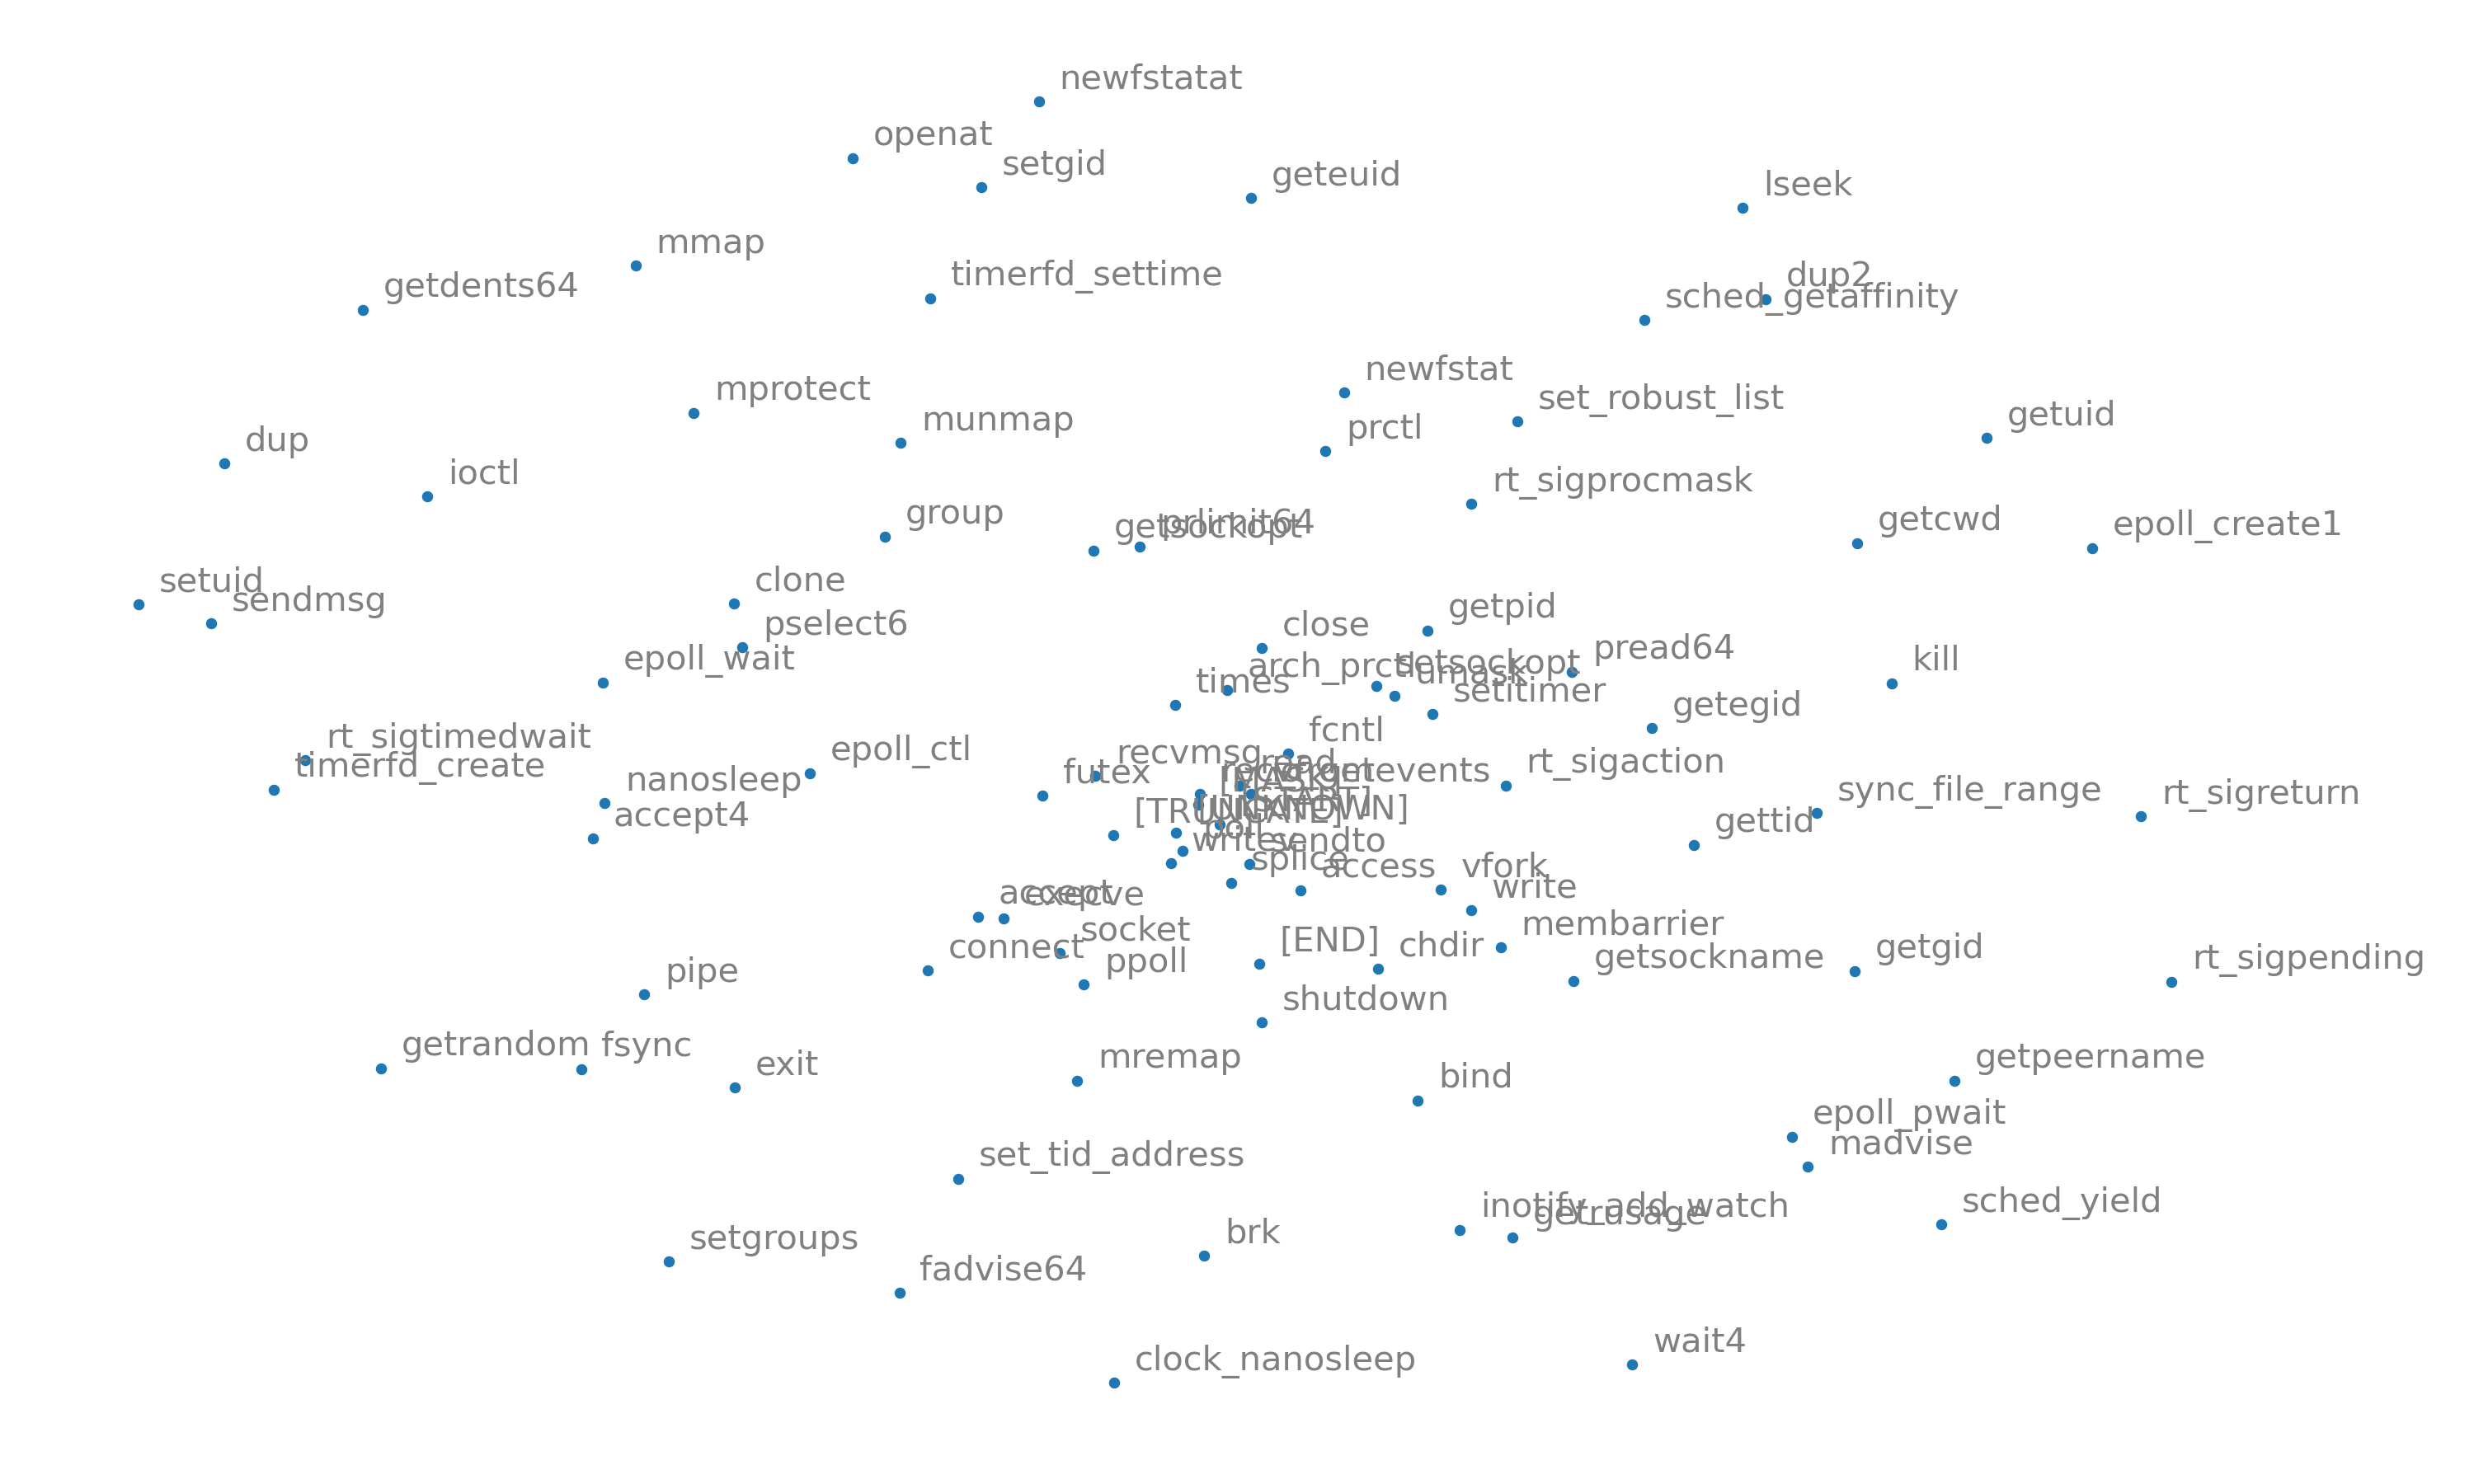 newfstatat
openat
setgid
geteuid
lseek
mmap
timerfd_settime
getdents64
dup2
sched_getaffinity
newfstat
mprotect
set_robust_list
munmap
getuid
prctl
dup
ioctl
rt_sigprocmask
group
getcwd
prlimit64
getsockopt
epoll_create1
setuid
clone
sendmsg
getpid
pselect6
close
pread64
epoll_wait
kill
setsockopt
arch_prctl
umask
times
setitimer
getegid
fcntl
rt_sigtimedwait
epoll_ctl
recvmsg
read
rt_sigaction
timerfd_create
futex
nanosleep
sync_file_range
rt_sigreturn
[UNKNOWN]
[TRUNCATE]
accept4
gettid
poll
writev
sendto
splice
access
vfork
write
accept
execve
membarrier
socket
[END]
chdir
connect
getsockname
getgid
ppoll
rt_sigpending
pipe
shutdown
getrandom
fsync
mremap
getpeername
exit
bind
epoll_pwait
madvise
set_tid_address
sched_yield
inotify_add_watch
getrusage
brk
setgroups
fadvise64
wait4
clock_nanosleep